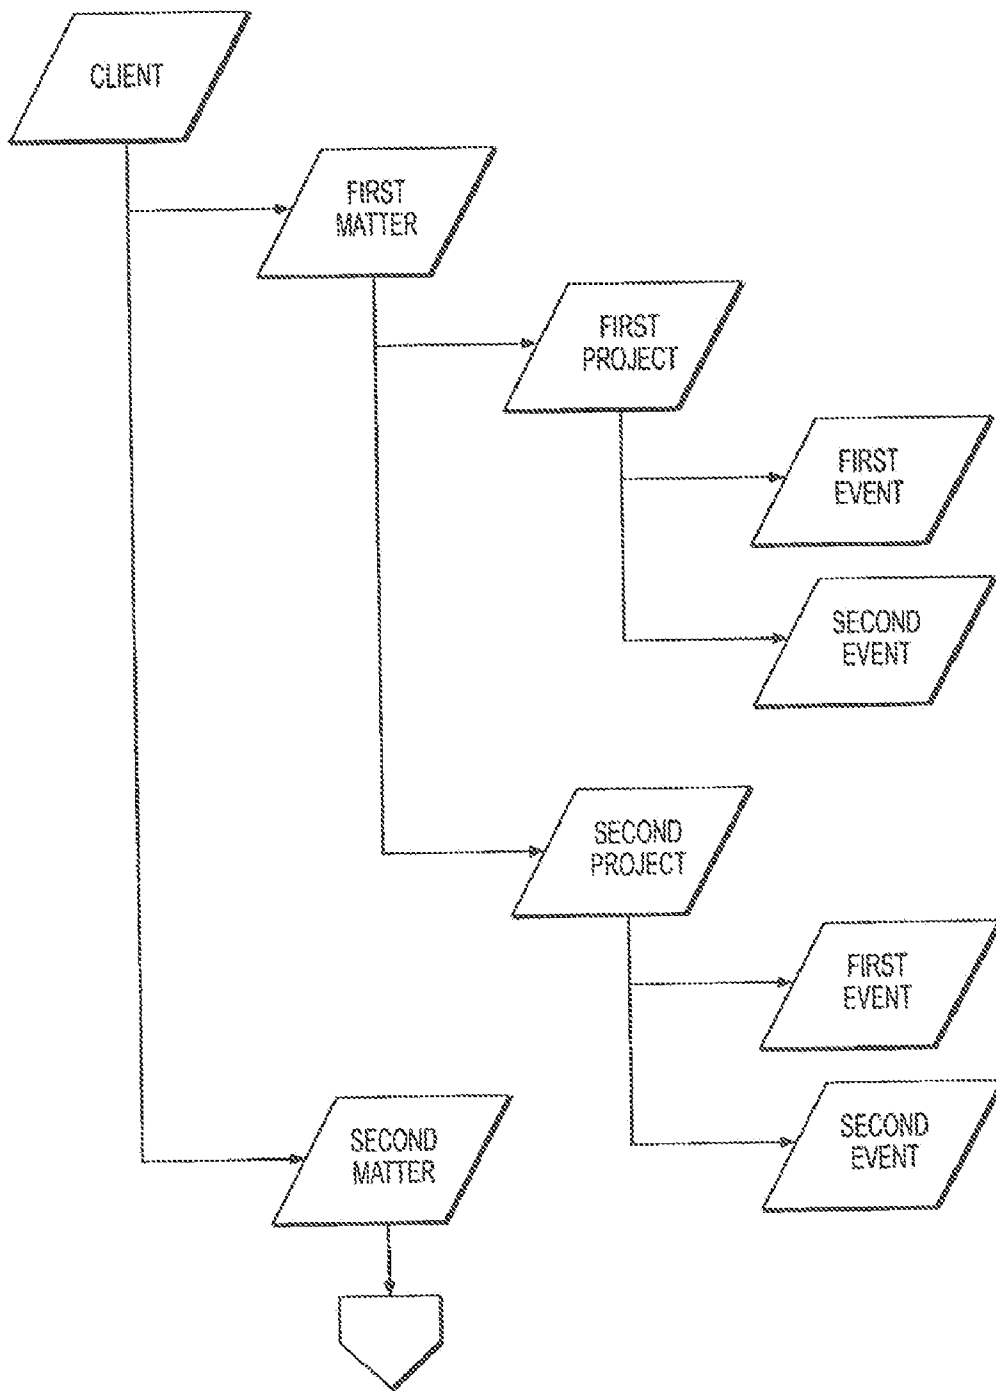 CLIENT
FIRST
MATTER
FIRST
PROJECT
FIRST
EVENT
SECOND
EVENT
SECOND
PROJECT
FIRST
EVENT
SECOND
EVENT
SECOND
MATTER